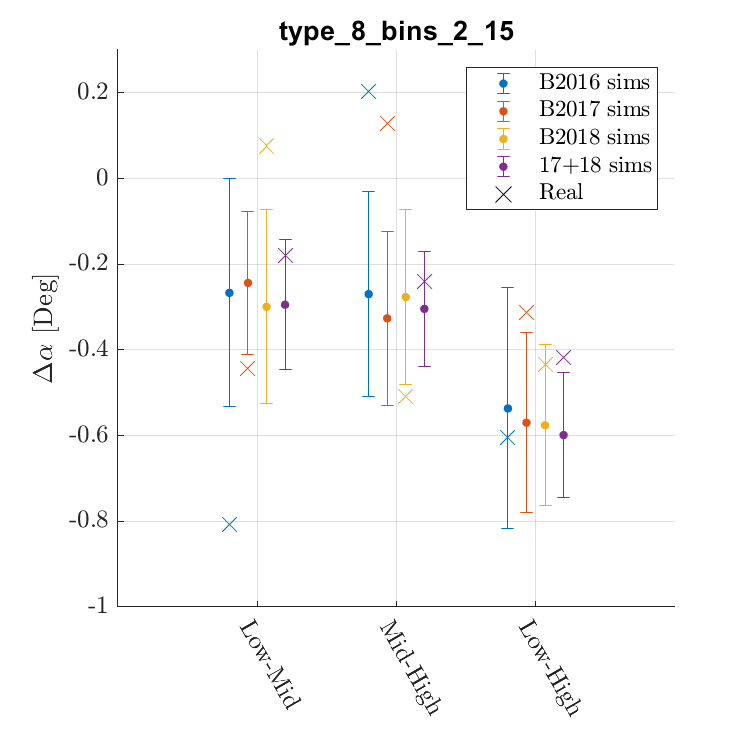 type_8_bins_2_15
B2016 sims
B2017 sims
B2018 sims
17+18 sims
Real
0.2
0
-0.2
-0.4
-0.6
-0.8
-1
Δα [Deg]
Low-Mid
Mid-High
Low-High